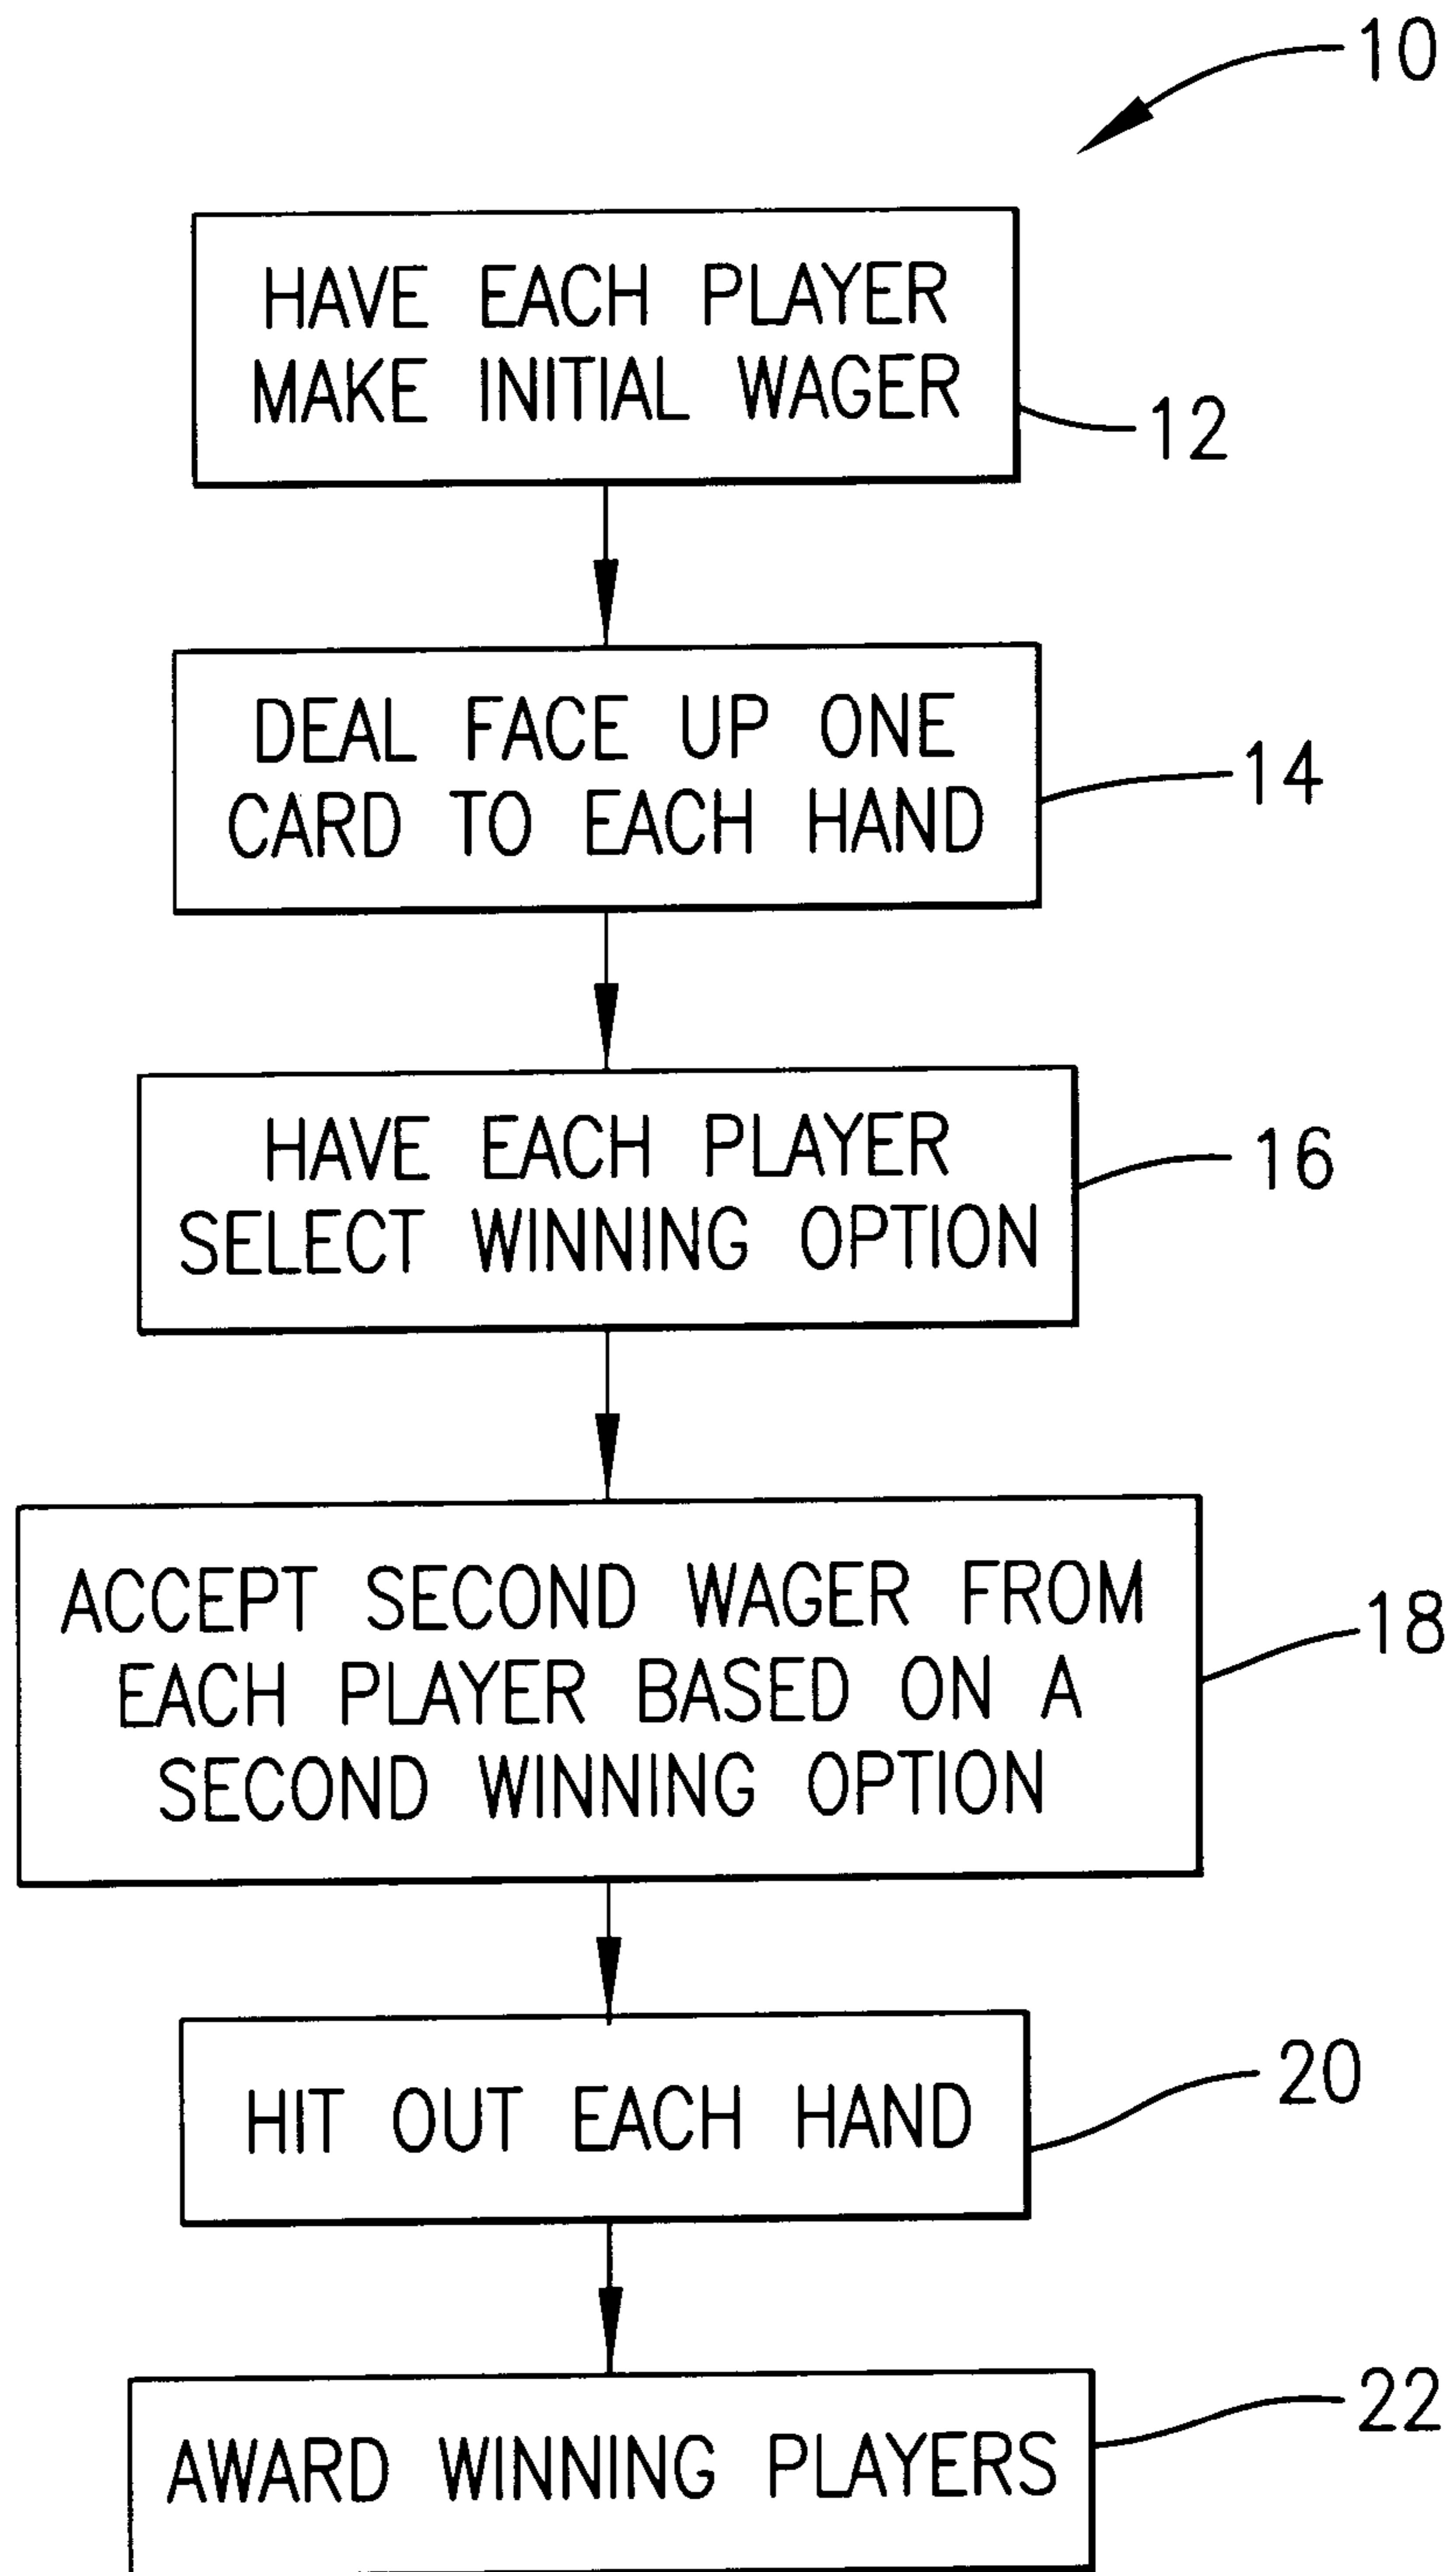 10
HAVE EACH PLAYER
MAKE INITIAL WAGER
12
DEAL FACE UP ONE
CARD TO EACH HAND
14
HAVE EACH PLAYER
SELECT WINNING OPTION
16
ACCEPT SECOND WAGER FROM
EACH PLAYER BASED ON A
SECOND WINNING OPTION
18
HIT OUT EACH HAND
20
AWARD WINNING PLAYERS
22